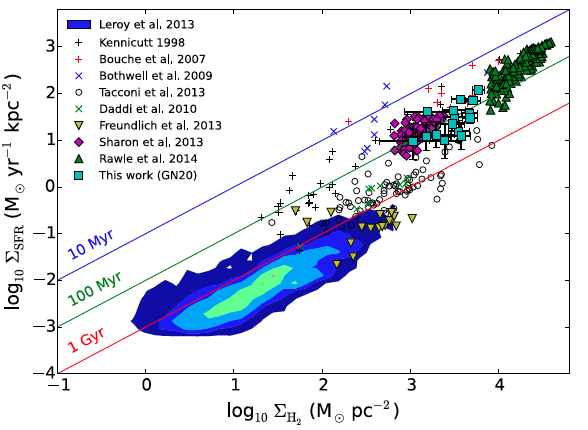 Leroy et al. 2013
Kennicutt 1998
Bouche et al. 2007
Bothwell et al. 2009
Tacconi et al. 2013
Daddi et al. 2010
Freundlich et al. 2013
Sharon et al. 2013
Rawle et al. 2014
This work (GN20)
10 Myr
100 Myr
1 Gyr
log₁₀ Σ_SFR (M⊙ yr⁻¹ kpc⁻²)
3
2
1
0
−1
−2
−3
−4
−1 0 1 2 3 4
log₁₀ Σ_H₂ (M⊙ pc⁻²)